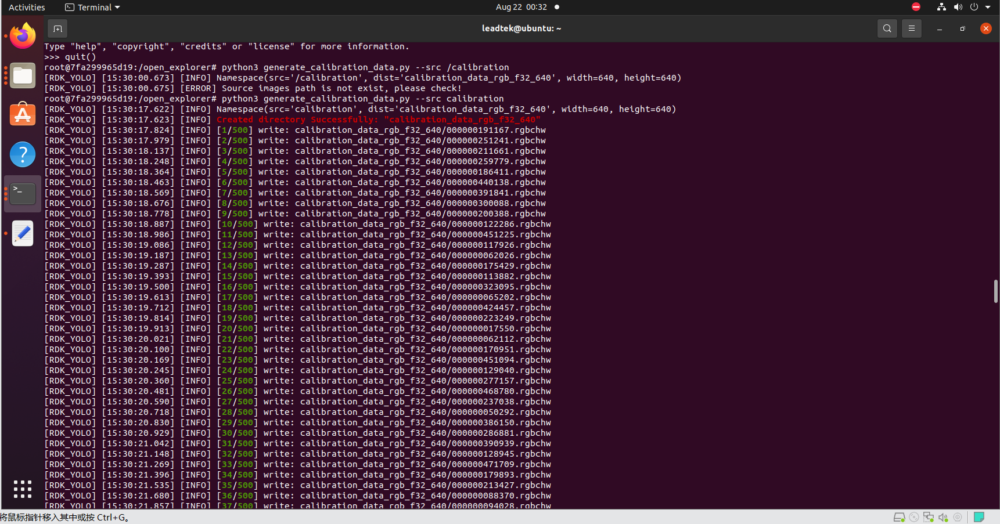 Activities
Terminal
Aug 22 00:32
leadtek@ubuntu: ~
Type "help", "copyright", "credits" or "license" for more information.
>>> quit()
root@7fa299965d19:/open_explorer# python3 generate_calibration_data.py --src /calibration
[RDK_YOLO] [15:30:00.673] [INFO] Namespace(src='/calibration', dist='calibration_data_rgb_f32_640', width=640, height=640)
[RDK_YOLO] [15:30:00.675] [ERROR] Source images path is not exist, please check!
root@7fa299965d19:/open_explorer# python3 generate_calibration_data.py --src calibration
[RDK_YOLO] [15:30:17.622] [INFO] Namespace(src='calibration', dist='calibration_data_rgb_f32_640', width=640, height=640)
[RDK_YOLO] [15:30:17.623] [INFO] Created directory Successfully: "calibration_data_rgb_f32_640"
[RDK_YOLO] [15:30:17.824] [INFO] [1/500] write: calibration_data_rgb_f32_640/000000191167.rgbchw
[RDK_YOLO] [15:30:17.979] [INFO] [2/500] write: calibration_data_rgb_f32_640/000000251241.rgbchw
[RDK_YOLO] [15:30:18.137] [INFO] [3/500] write: calibration_data_rgb_f32_640/000000211661.rgbchw
[RDK_YOLO] [15:30:18.248] [INFO] [4/500] write: calibration_data_rgb_f32_640/000000259779.rgbchw
[RDK_YOLO] [15:30:18.364] [INFO] [5/500] write: calibration_data_rgb_f32_640/000000186411.rgbchw
[RDK_YOLO] [15:30:18.463] [INFO] [6/500] write: calibration_data_rgb_f32_640/000000440138.rgbchw
[RDK_YOLO] [15:30:18.569] [INFO] [7/500] write: calibration_data_rgb_f32_640/000000391841.rgbchw
[RDK_YOLO] [15:30:18.676] [INFO] [8/500] write: calibration_data_rgb_f32_640/000000300088.rgbchw
[RDK_YOLO] [15:30:18.778] [INFO] [9/500] write: calibration_data_rgb_f32_640/000000200388.rgbchw
[RDK_YOLO] [15:30:18.887] [INFO] [10/500] write: calibration_data_rgb_f32_640/000000122286.rgbchw
[RDK_YOLO] [15:30:18.986] [INFO] [11/500] write: calibration_data_rgb_f32_640/000000451225.rgbchw
[RDK_YOLO] [15:30:19.086] [INFO] [12/500] write: calibration_data_rgb_f32_640/000000117926.rgbchw
[RDK_YOLO] [15:30:19.187] [INFO] [13/500] write: calibration_data_rgb_f32_640/000000062026.rgbchw
[RDK_YOLO] [15:30:19.287] [INFO] [14/500] write: calibration_data_rgb_f32_640/000000175429.rgbchw
[RDK_YOLO] [15:30:19.393] [INFO] [15/500] write: calibration_data_rgb_f32_640/000000113882.rgbchw
[RDK_YOLO] [15:30:19.500] [INFO] [16/500] write: calibration_data_rgb_f32_640/000000323095.rgbchw
[RDK_YOLO] [15:30:19.613] [INFO] [17/500] write: calibration_data_rgb_f32_640/000000065202.rgbchw
[RDK_YOLO] [15:30:19.712] [INFO] [18/500] write: calibration_data_rgb_f32_640/000000424457.rgbchw
[RDK_YOLO] [15:30:19.814] [INFO] [19/500] write: calibration_data_rgb_f32_640/000000223249.rgbchw
[RDK_YOLO] [15:30:19.913] [INFO] [20/500] write: calibration_data_rgb_f32_640/000000017550.rgbchw
[RDK_YOLO] [15:30:20.021] [INFO] [21/500] write: calibration_data_rgb_f32_640/000000062112.rgbchw
[RDK_YOLO] [15:30:20.100] [INFO] [22/500] write: calibration_data_rgb_f32_640/000000170951.rgbchw
[RDK_YOLO] [15:30:20.169] [INFO] [23/500] write: calibration_data_rgb_f32_640/000000451094.rgbchw
[RDK_YOLO] [15:30:20.245] [INFO] [24/500] write: calibration_data_rgb_f32_640/000000129040.rgbchw
[RDK_YOLO] [15:30:20.360] [INFO] [25/500] write: calibration_data_rgb_f32_640/000000277157.rgbchw
[RDK_YOLO] [15:30:20.481] [INFO] [26/500] write: calibration_data_rgb_f32_640/000000468780.rgbchw
[RDK_YOLO] [15:30:20.590] [INFO] [27/500] write: calibration_data_rgb_f32_640/000000237038.rgbchw
[RDK_YOLO] [15:30:20.718] [INFO] [28/500] write: calibration_data_rgb_f32_640/000000050292.rgbchw
[RDK_YOLO] [15:30:20.830] [INFO] [29/500] write: calibration_data_rgb_f32_640/000000386150.rgbchw
[RDK_YOLO] [15:30:20.929] [INFO] [30/500] write: calibration_data_rgb_f32_640/000000286881.rgbchw
[RDK_YOLO] [15:30:21.042] [INFO] [31/500] write: calibration_data_rgb_f32_640/000000390939.rgbchw
[RDK_YOLO] [15:30:21.148] [INFO] [32/500] write: calibration_data_rgb_f32_640/000000128945.rgbchw
[RDK_YOLO] [15:30:21.269] [INFO] [33/500] write: calibration_data_rgb_f32_640/000000471709.rgbchw
[RDK_YOLO] [15:30:21.396] [INFO] [34/500] write: calibration_data_rgb_f32_640/000000179893.rgbchw
[RDK_YOLO] [15:30:21.535] [INFO] [35/500] write: calibration_data_rgb_f32_640/000000213427.rgbchw
[RDK_YOLO] [15:30:21.680] [INFO] [36/500] write: calibration_data_rgb_f32_640/000000088370.rgbchw
[RDK_YOLO] [15:30:21.857] [INFO] [37/500] write: calibration_data_rgb_f32_640/000000094028.rgbchw
将鼠标指针移入其中或按 Ctrl+G。